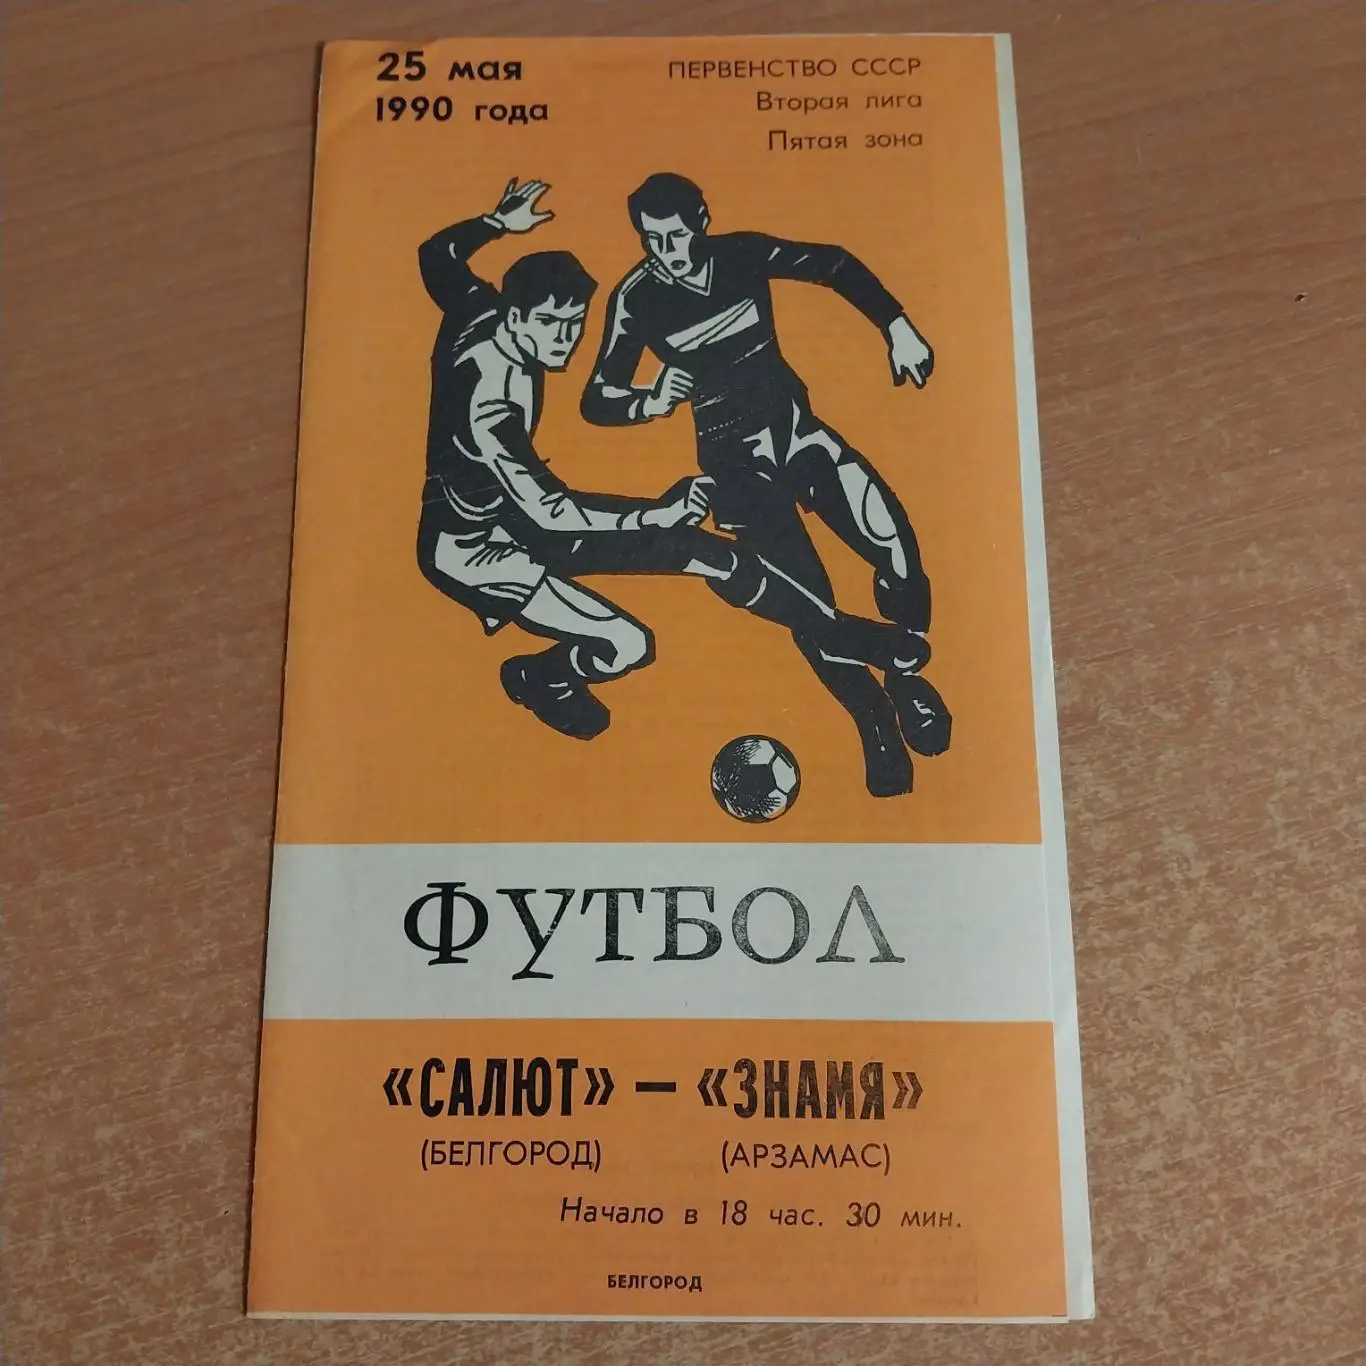 25 мая
1990 года
ПЕРВЕНСТВО СССР
Вторая лига
Пятая зона
ФУТБОЛ
«САЛЮТ» — «ЗНАМЯ»
(БЕЛГОРОД) (АРЗАМАС)
Начало в 18 час. 30 мин.
БЕЛГОРОД